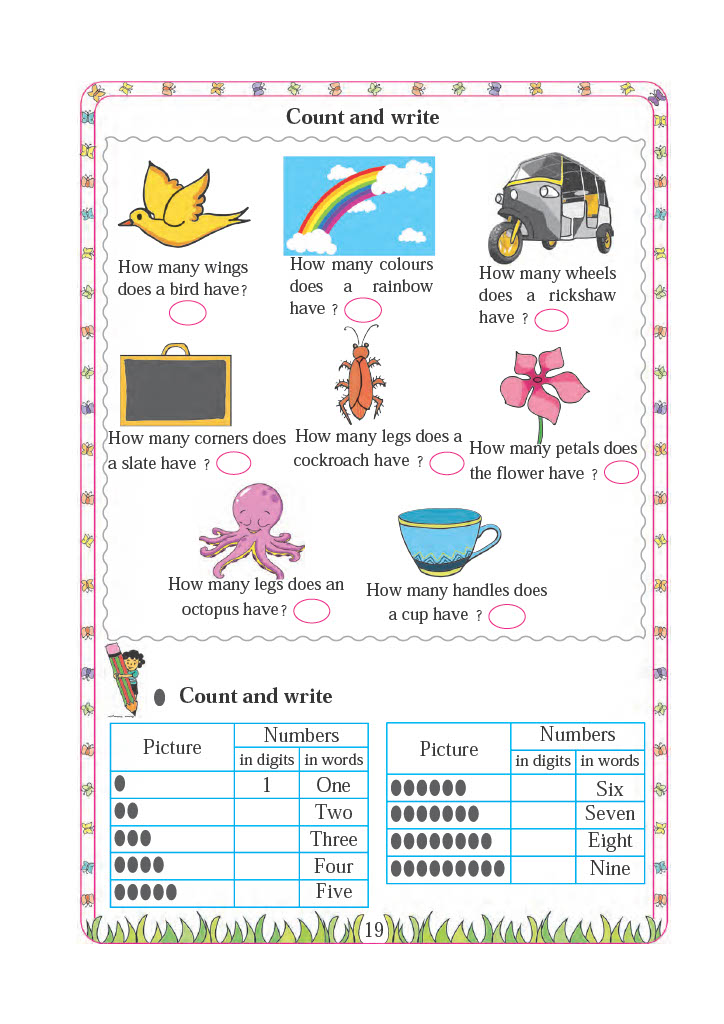 Count and write
How many wings
does a bird have?
How many colours
does a rainbow
have ?
How many wheels
does a rickshaw
have ?
How many corners does
a slate have ?
How many legs does a
cockroach have ?
How many petals does
the flower have ?
How many legs does an
octopus have?
How many handles does
a cup have ?
Count and write
Picture Numbers
in digits in words
1 One
Two
Three
Four
Five
Picture Numbers
in digits in words
Six
Seven
Eight
Nine
19